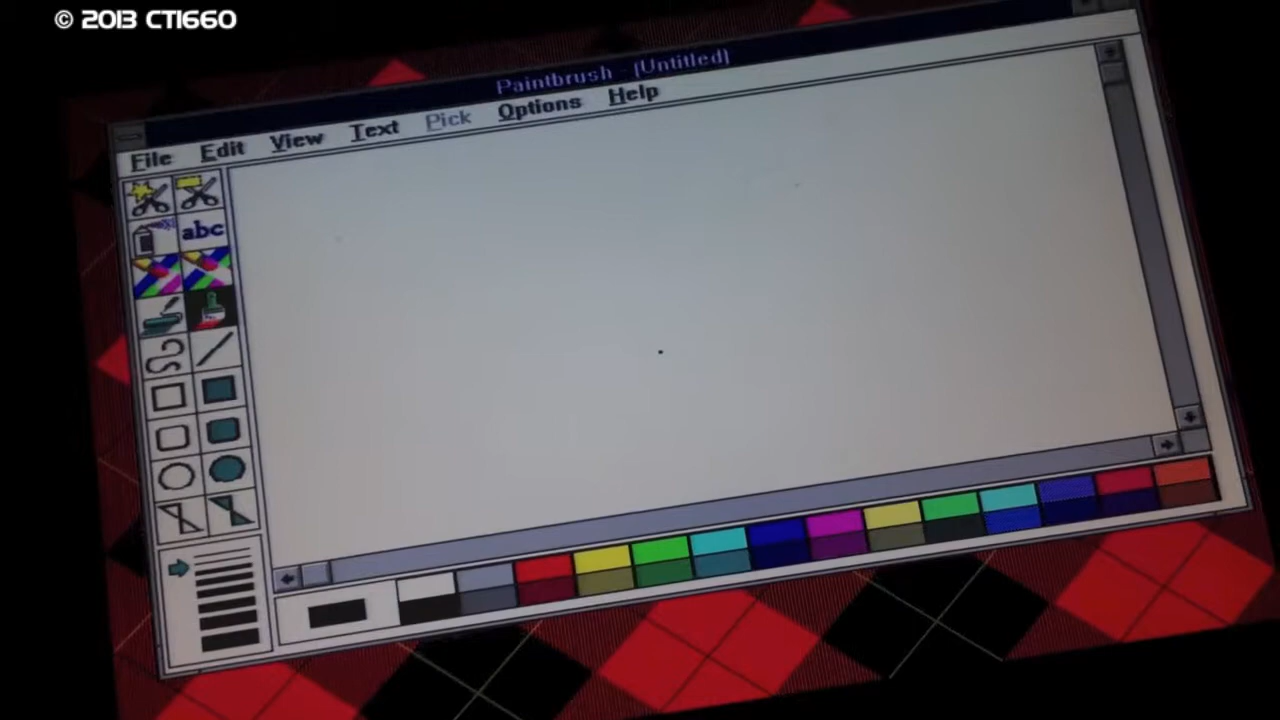 © 2013 CT1660
Paintbrush - (Untitled)
File Edit View Text Pick Options Help
abc